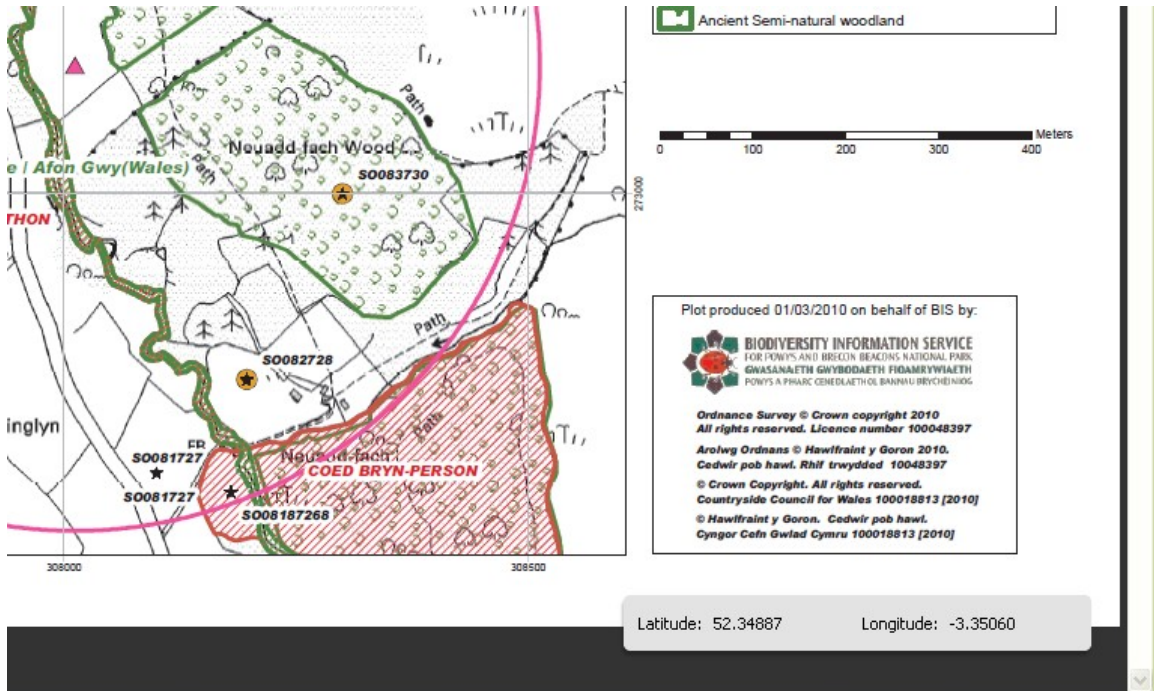 Ancient Semi-natural woodland
Meters
0 100 200 300 400
273000
Path
Neuadd-fach Wood
SO083730
Path
e / Afon Gwy(Wales)
THON
Path
SO082728
inglyn
FB
SO081727
SO081727
Path
Neuadd-fach
COED BRYN-PERSON
SO08187268
308000
308500
Plot produced 01/03/2010 on behalf of BIS by:
BIODIVERSITY INFORMATION SERVICE
FOR POWYS AND BRECON BEACONS NATIONAL PARK
GWASANAETH GWYBODAETH FIOAMRYWIAETH
POWYS A PHARC CENEDLAETHOL BANNAU BRYCHEINIOG
Ordnance Survey © Crown copyright 2010
All rights reserved. Licence number 100048397
Arolwg Ordnans © Hawlfraint y Goron 2010.
Cedwir pob hawl. Rhif trwydded 10048397
© Crown Copyright. All rights reserved.
Countryside Council for Wales 100018813 [2010]
© Hawlfraint y Goron. Cedwir pob hawl.
Cyngor Cefn Gwlad Cymru 100018813 [2010]
Latitude: 52.34887 Longitude: -3.35060